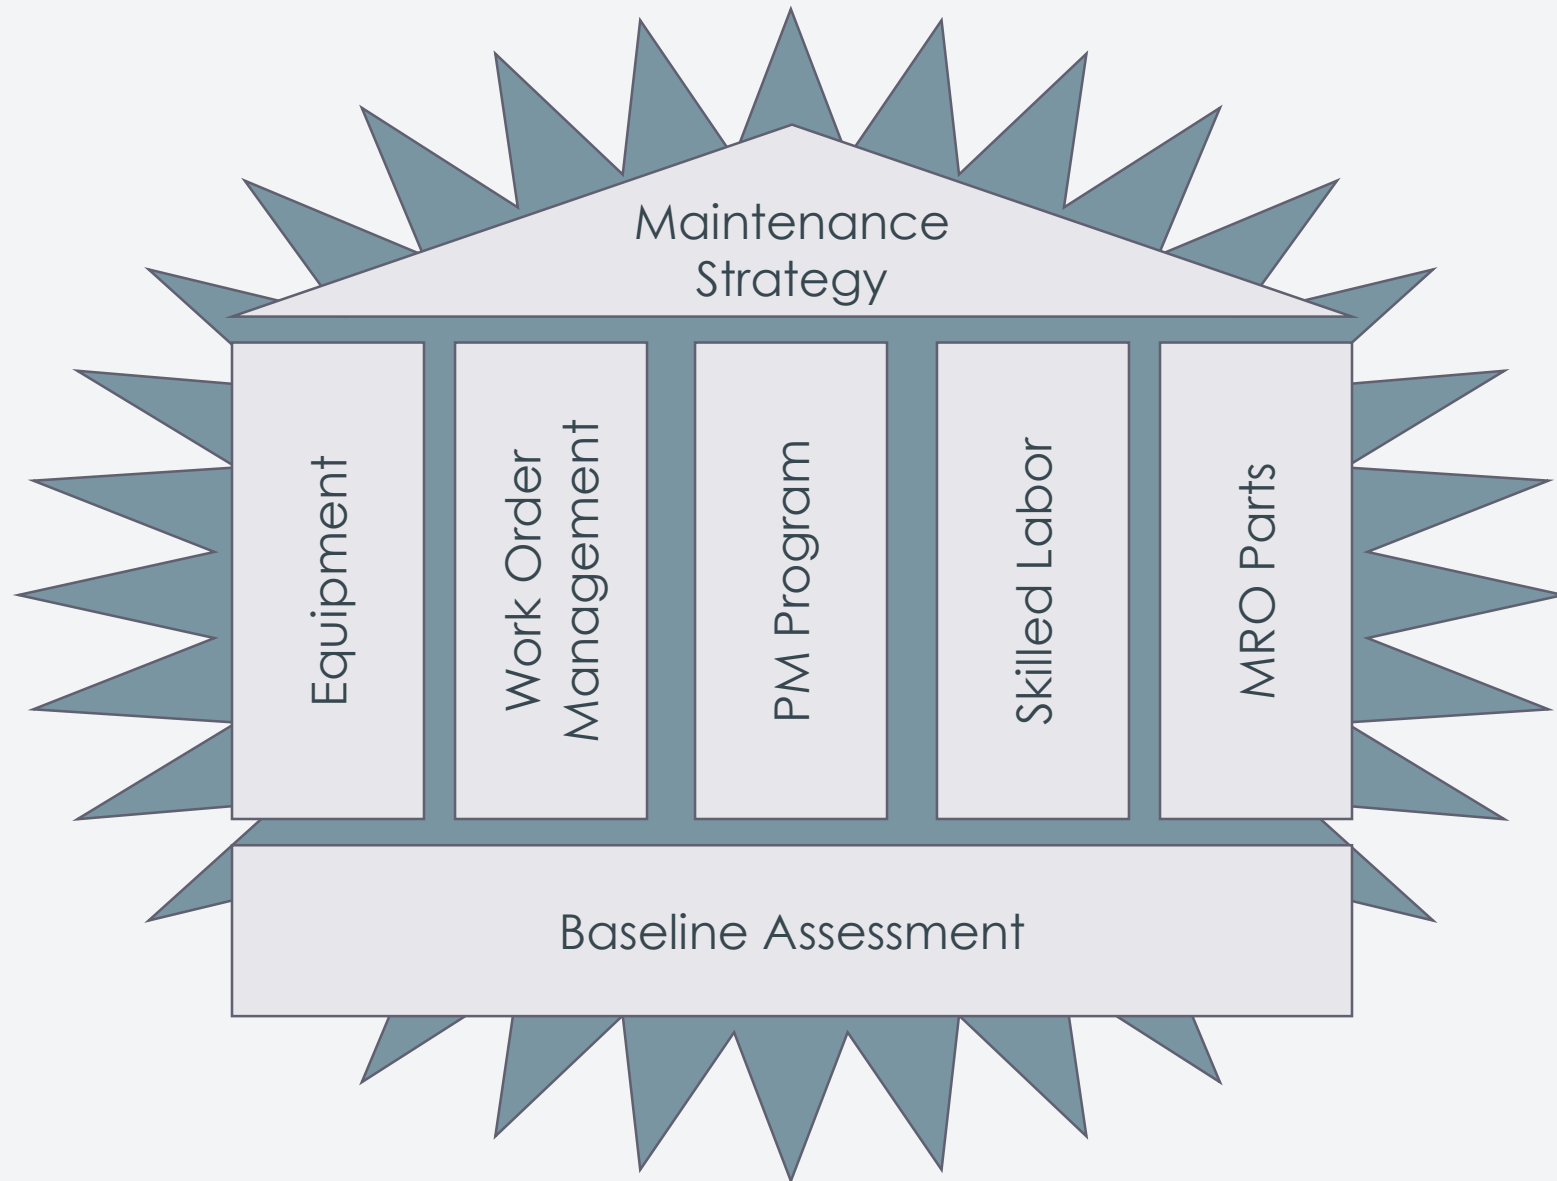 Maintenance
Strategy
Equipment
Work Order
Management
PM Program
Skilled Labor
MRO Parts
Baseline Assessment